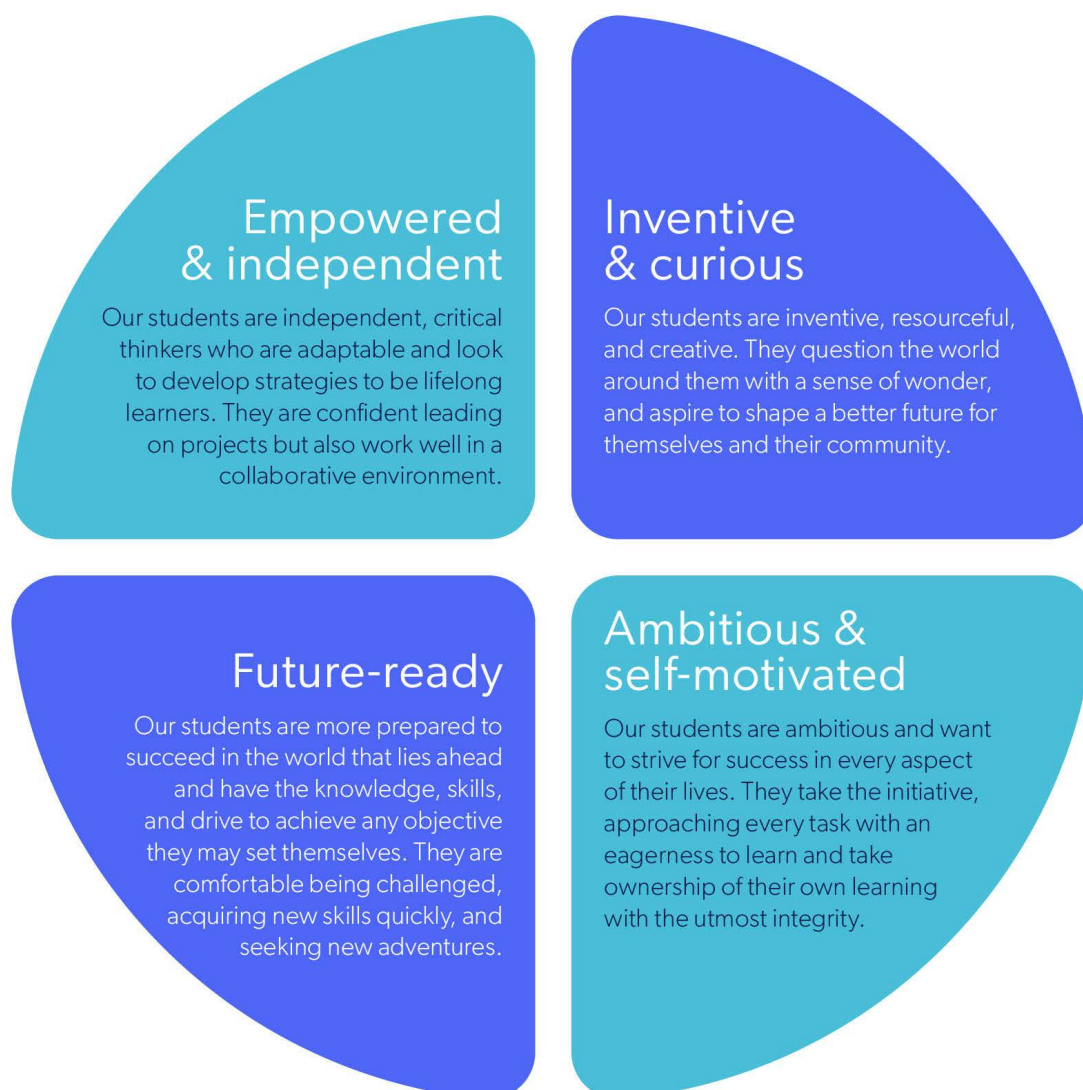 Empowered
& independent
Our students are independent, critical
thinkers who are adaptable and look
to develop strategies to be lifelong
learners. They are confident leading
on projects but also work well in a
collaborative environment.
Inventive
& curious
Our students are inventive, resourceful,
and creative. They question the world
around them with a sense of wonder,
and aspire to shape a better future for
themselves and their community.
Future-ready
Our students are more prepared to
succeed in the world that lies ahead
and have the knowledge, skills,
and drive to achieve any objective
they may set themselves. They are
comfortable being challenged,
acquiring new skills quickly, and
seeking new adventures.
Ambitious &
self-motivated
Our students are ambitious and want
to strive for success in every aspect
of their lives. They take the initiative,
approaching every task with an
eagerness to learn and take
ownership of their own learning
with the utmost integrity.